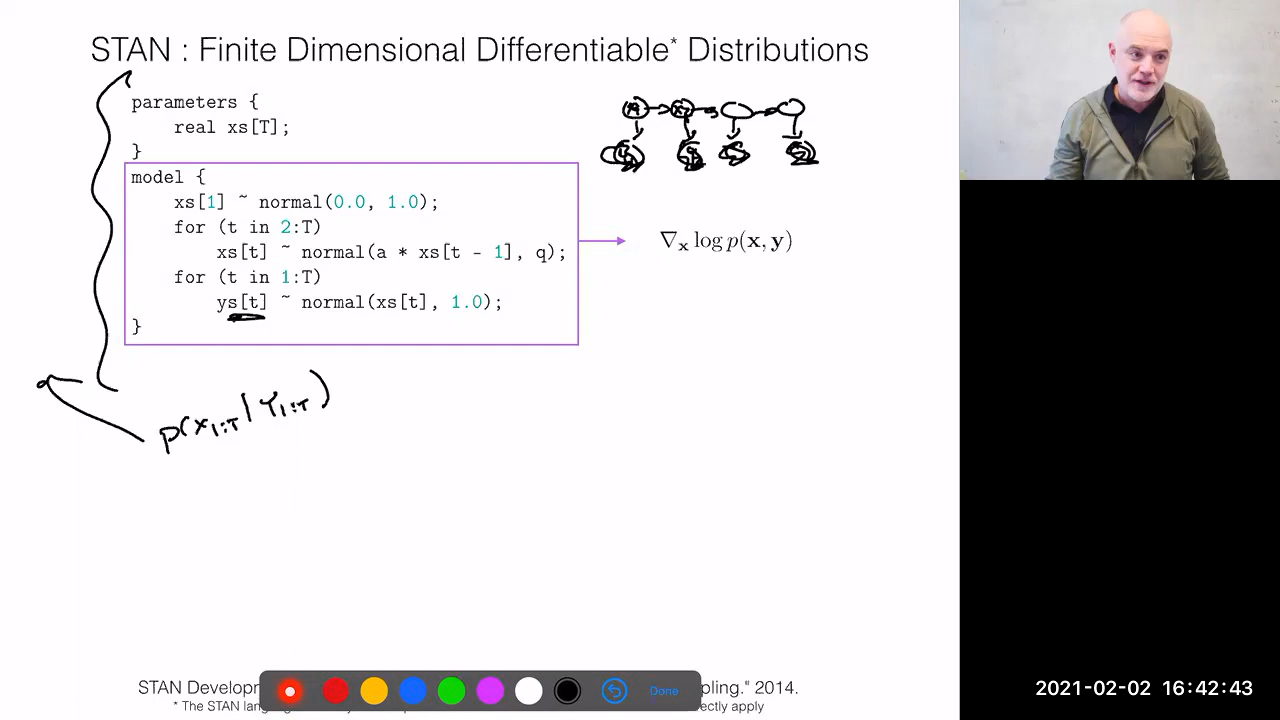 STAN : Finite Dimensional Differentiable* Distributions
parameters {
real xs[T];
}
model {
xs[1] ~ normal(0.0, 1.0);
for (t in 2:T)
xs[t] ~ normal(a * xs[t - 1], q);
for (t in 1:T)
ys[t] ~ normal(xs[t], 1.0);
}
∇x log p(x, y)
p(x1:T | Y1:T)
STAN Develop
pling." 2014.
* The STAN lan
ectly apply
Done
2021-02-02 16:42:43